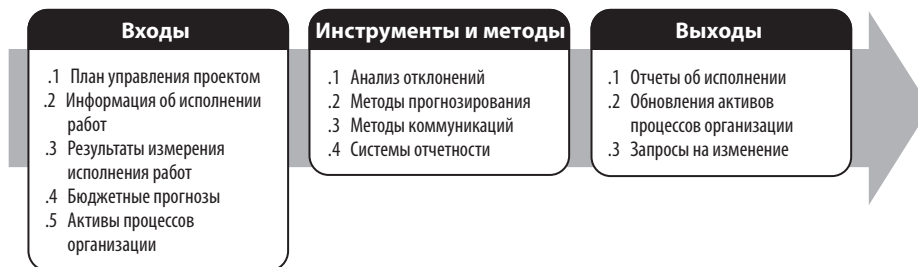 Входы
.1 План управления проектом
.2 Информация об исполнении
работ
.3 Результаты измерения
исполнения работ
.4 Бюджетные прогнозы
.5 Активы процессов
организации
Инструменты и методы
.1 Анализ отклонений
.2 Методы прогнозирования
.3 Методы коммуникаций
.4 Системы отчетности
Выходы
.1 Отчеты об исполнении
.2 Обновления активов
процессов организации
.3 Запросы на изменение